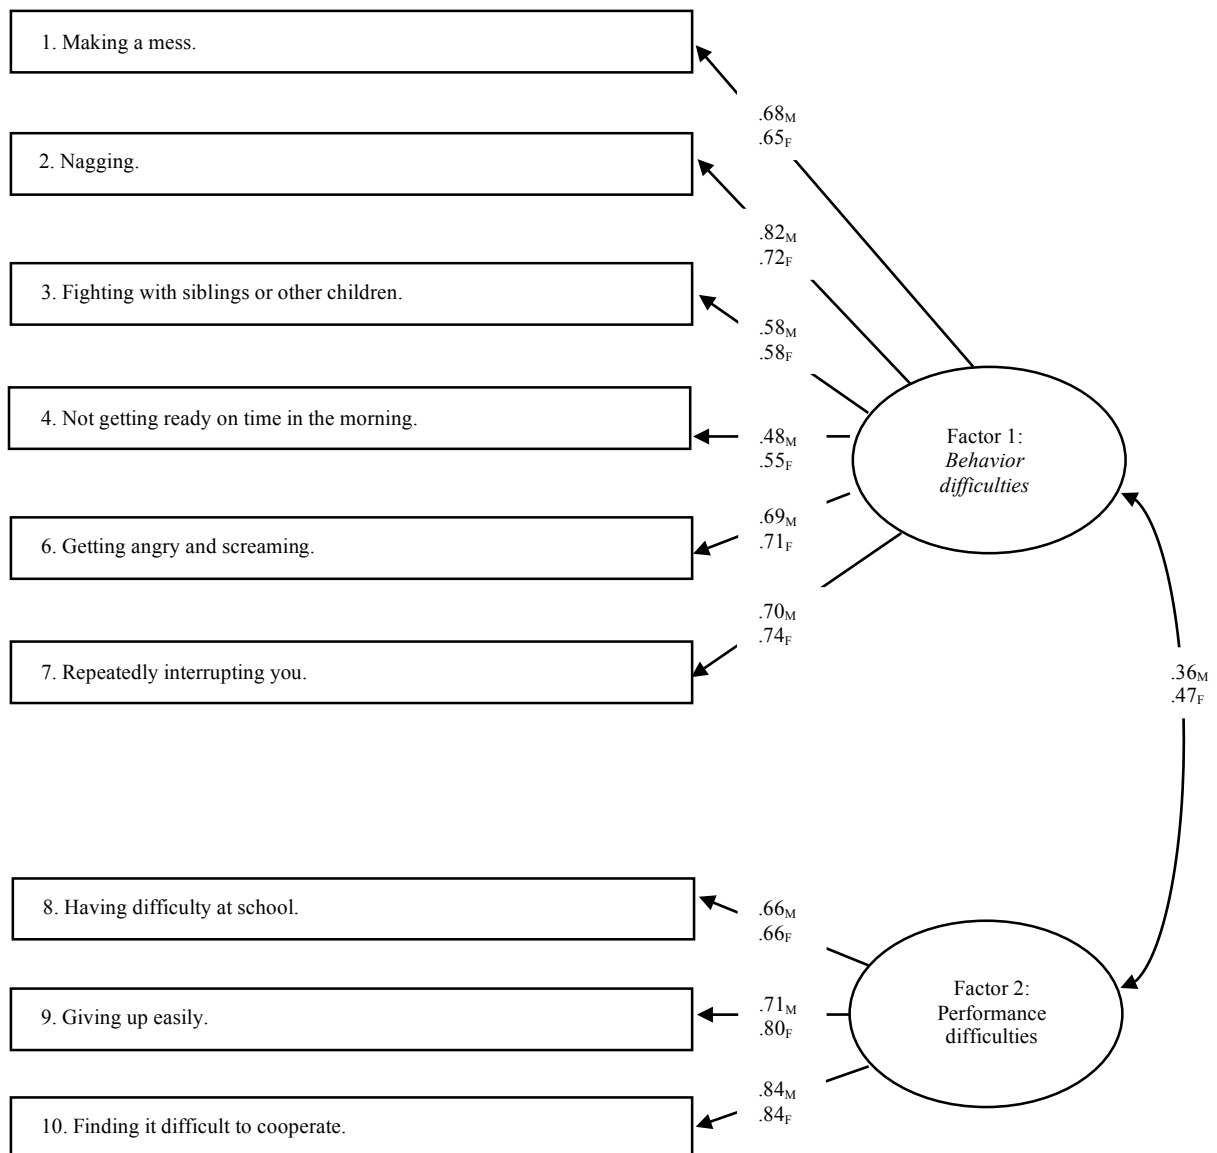 1. Making a mess.
.68M
.65F
2. Nagging.
.82M
.72F
3. Fighting with siblings or other children.
.58M
.58F
4. Not getting ready on time in the morning.
.48M
.55F
Factor 1:
Behavior
difficulties
6. Getting angry and screaming.
.69M
.71F
7. Repeatedly interrupting you.
.70M
.74F
.36M
.47F
8. Having difficulty at school.
.66M
.66F
9. Giving up easily.
.71M
.80F
Factor 2:
Performance
difficulties
10. Finding it difficult to cooperate.
.84M
.84F